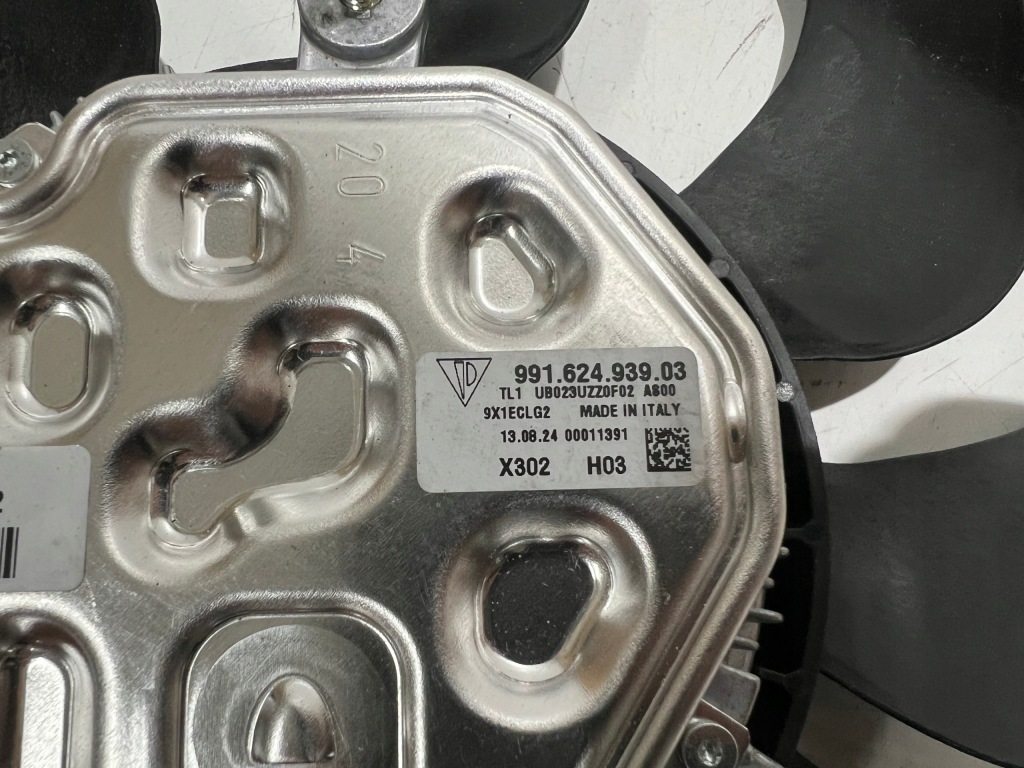 20 4
991.624.939.03
TL1 UB023UZZ0F02 A800
9X1ECLG2 MADE IN ITALY
13.08.24 00011391
X302 H03